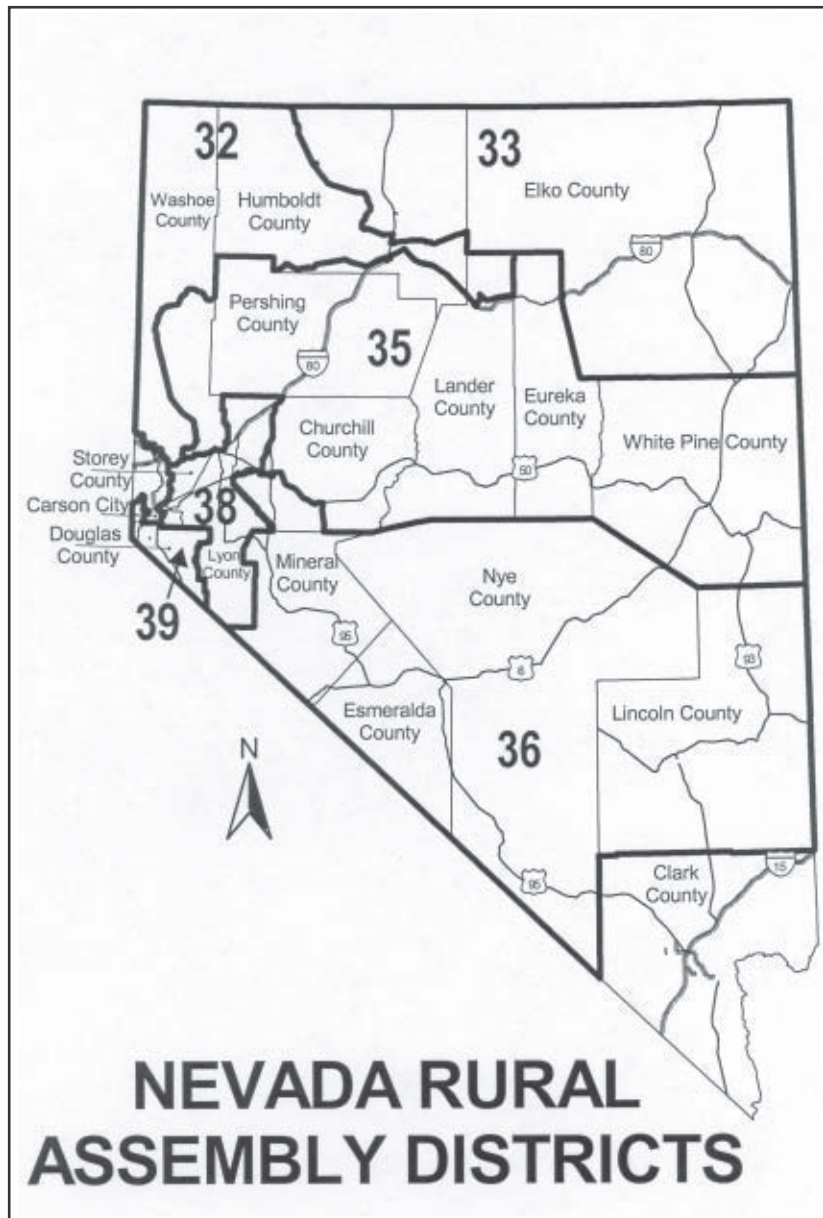 32
33
Elko County
Washoe
County
Humboldt
County
80
Pershing
County
35
80
Lander
County
Eureka
County
Churchill
County
White Pine County
Storey
County
50
Carson City
38
Douglas
County
Lyon
County
Mineral
County
Nye
County
39
95
6
93
Esmeralda
County
36
Lincoln County
N
95
Clark
County
15
NEVADA RURAL
ASSEMBLY DISTRICTS